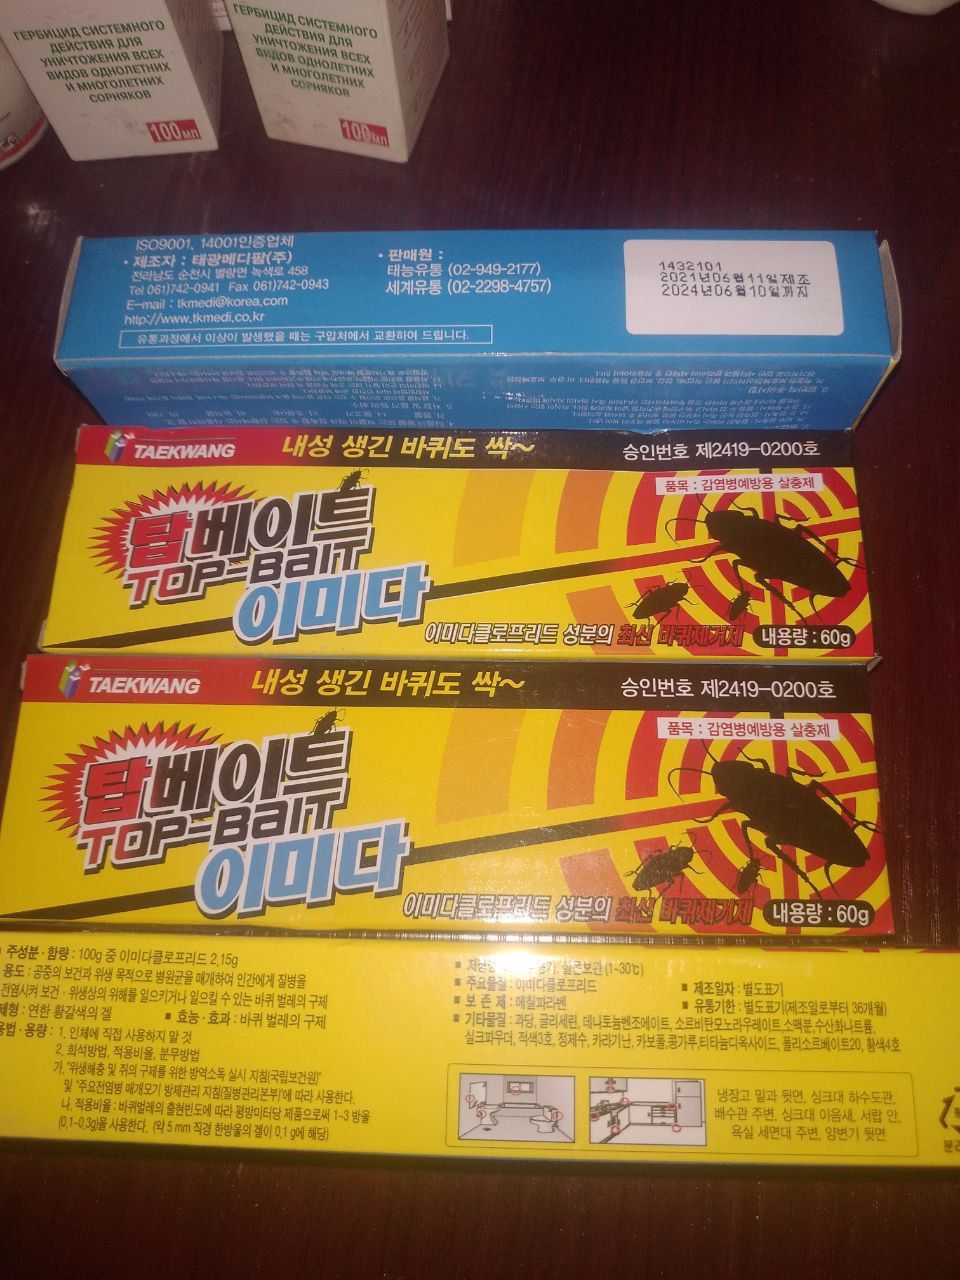 ГЕРБИЦИД СИСТЕМНОГО
ДЕЙСТВИЯ ДЛЯ
УНИЧТОЖЕНИЯ ВСЕХ
ВИДОВ ОДНОЛЕТНИХ
И МНОГОЛЕТНИХ
СОРНЯКОВ
100мл
ГЕРБИЦИД СИСТЕМНОГО
ДЕЙСТВИЯ ДЛЯ
УНИЧТОЖЕНИЯ ВСЕХ
ВИДОВ ОДНОЛЕТНИХ
И МНОГОЛЕТНИХ
СОРНЯКОВ
100мл
ISO9001, 14001인증업체
• 제조자 : 태광메디팜(주)
전라남도 순천시 별량면 녹색로 458
Tel 061)742-0941 Fax 061)742-0943
E-mail : tkmedi@korea.com
http://www.tkmedi.co.kr
유통과정에서 이상이 발생했을 때는 구입처에서 교환하여 드립니다.
• 판매원 :
태능유통 (02-949-2177)
세계유통 (02-2298-4757)
1432101
2021년06월11일제조
2024년06월10일까지
TAEKWANG
내성 생긴 바퀴도 싹~
승인번호 제2419-0200호
품목 : 감염병예방용 살충제
탑베이트
TOP-BaIT
이미다
이미다클로프리드 성분의 최신 바퀴제거제
내용량 : 60g
TAEKWANG
내성 생긴 바퀴도 싹~
승인번호 제2419-0200호
품목 : 감염병예방용 살충제
탑베이트
TOP-BaIT
이미다
이미다클로프리드 성분의 최신 바퀴제거제
내용량 : 60g
주성분·함량 : 100g 중 이미다클로프리드 2.15g
용도 : 공중의 보건과 위생 목적으로 병원균을 매개하여 인간에게 질병을
전염시켜 보건·위생상의 위해를 일으키거나 일으킬 수 있는 바퀴 벌레의 구제
제형 : 연한 황갈색의 겔 ■ 효능·효과 : 바퀴 벌레의 구제
용법·용량 : 1. 인체에 직접 사용하지 말 것
2. 희석방법, 적용비율, 분무방법
가. "위생해충 및 쥐의 구제를 위한 방역소독 실시 지침(국립보건원)"
및 "주요전염병 매개모기 방제관리 지침(질병관리본부)"에 따라 사용한다.
나. 적용비율 : 바퀴벌레의 출현빈도에 따라 평방미터당 제품으로써 1~3 방울
(0.1~0.3g)을 사용한다. (약 5 mm 직경 한방울의 겔이 0.1 g에 해당)
실온보관 (1~30℃)
■ 주요물질 : 이미다클로프리드
■ 보 존 제 : 메칠파라벤
■ 제조일자 : 별도표기
■ 유통기한 : 별도표기(제조일로부터 36개월)
■ 기타물질 : 과당, 글리세린, 데나토늄벤조에이트, 소르비탄모노라우레이트, 소맥분, 수산화나트륨,
실크파우더, 적색3호, 정제수, 카라기난, 카보폴, 콩가루, 티타늄디옥사이드, 폴리소르베이트20, 황색4호
냉장고 밑과 뒷면, 싱크대 하수도관,
배수관 주변, 싱크대 이음새, 서랍 안,
욕실 세면대 주변, 양변기 뒷면